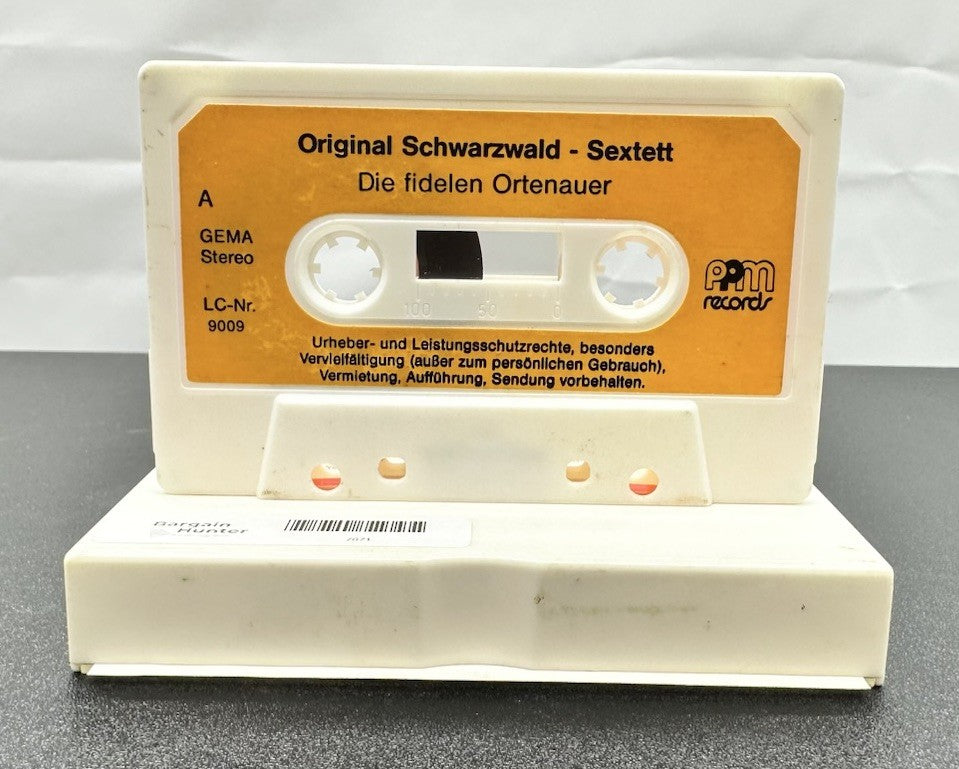 Original Schwarzwald - Sextett
Die fidelen Ortenauer
A
GEMA
Stereo
LC-Nr.
9009
ppm
records
100 50 0
Urheber- und Leistungsschutzrechte, besonders
Vervielfältigung (außer zum persönlichen Gebrauch),
Vermietung, Aufführung, Sendung vorbehalten.
Bargain
Hunter